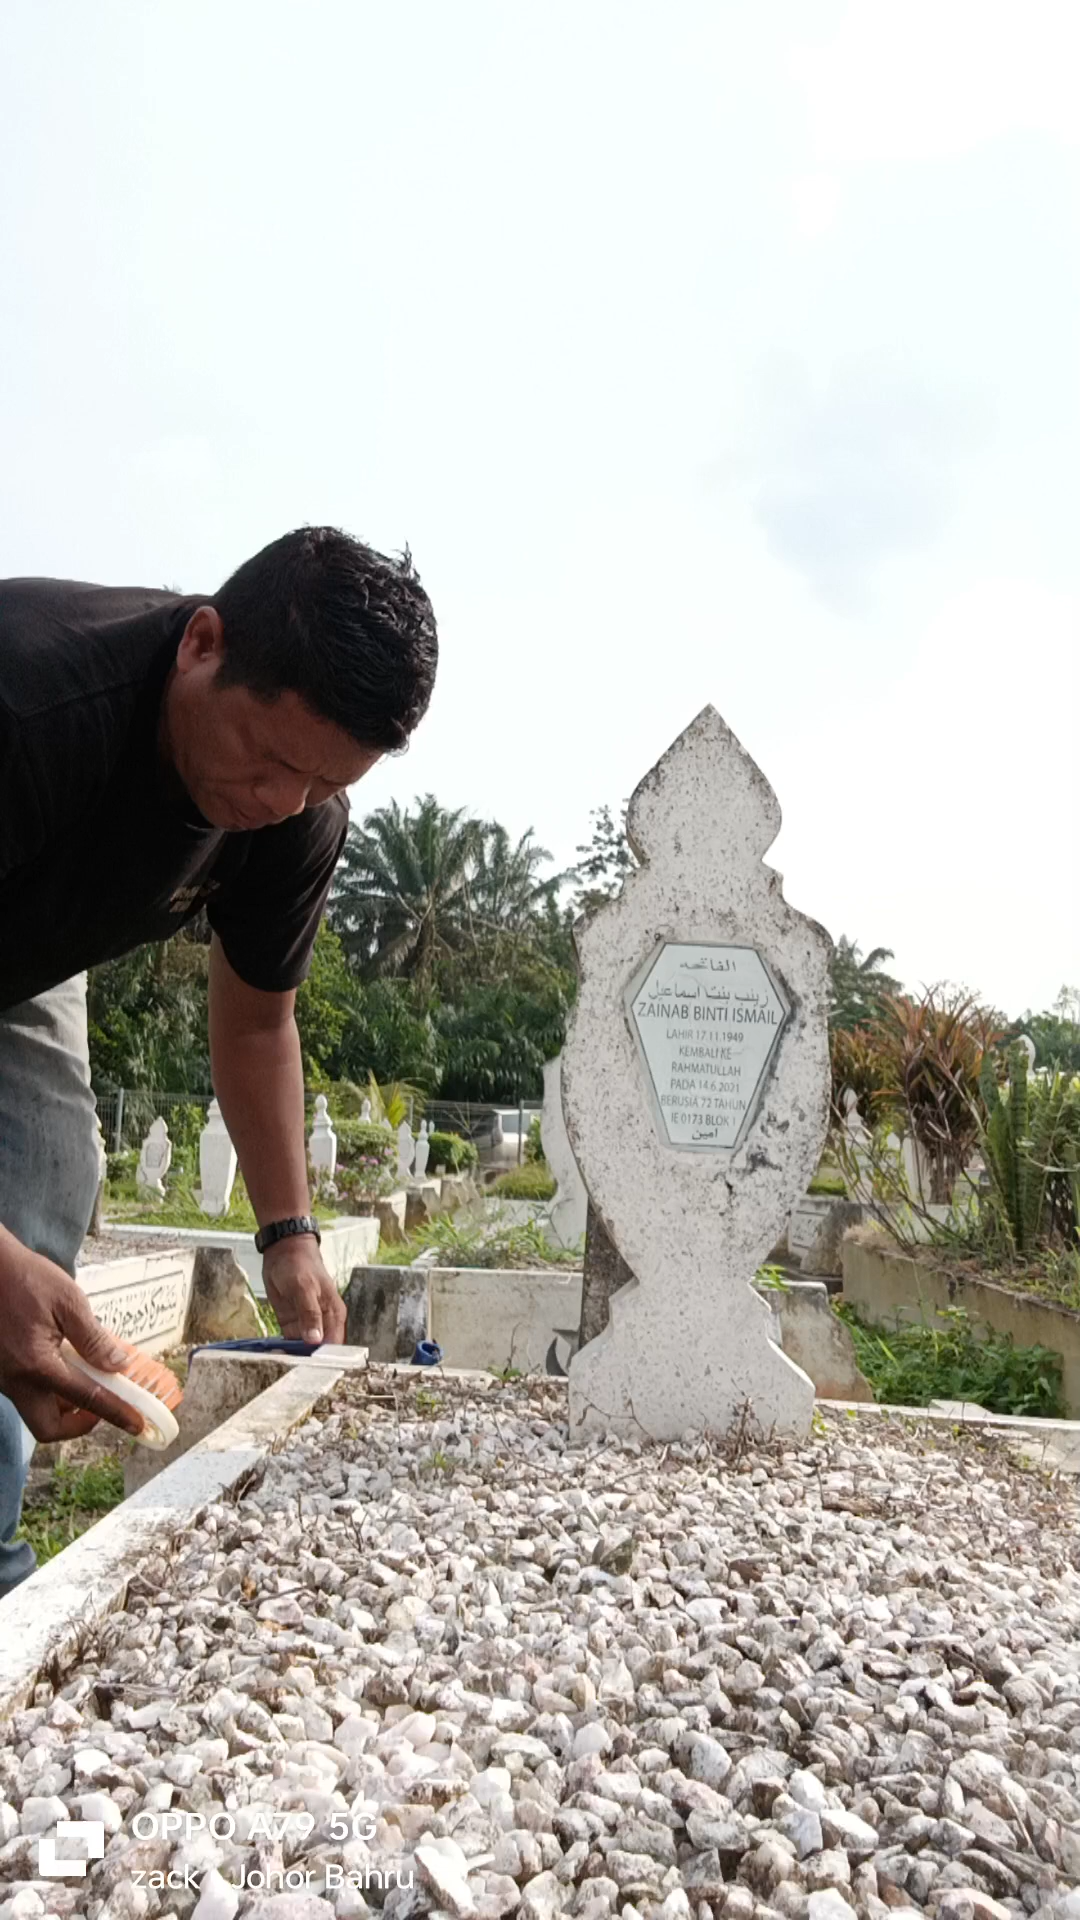 الفاتحه
زينب بنت اسماعيل
ZAINAB BINTI ISMAIL
LAHIR 17.11.1949
KEMBALI KE
RAHMATULLAH
PADA 14.6.2021
BERUSIA 72 TAHUN
IE 0173 BLOK 1
امين
OPPO A79 5G
zack · Johor Bahru